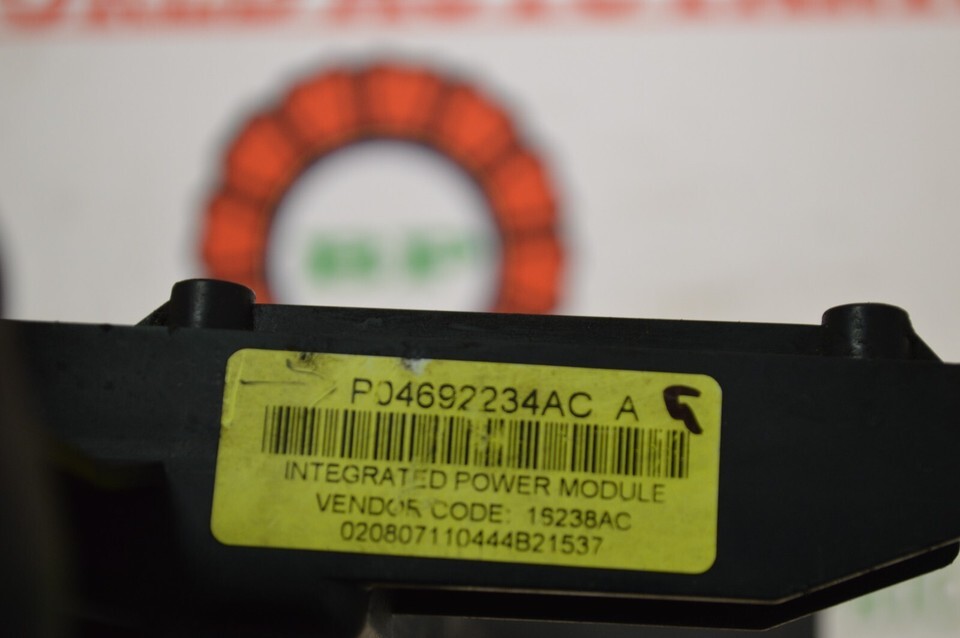 P04692234AC A
INTEGRATED POWER MODULE
VENDOR CODE: 15238AC
020807110444B21537